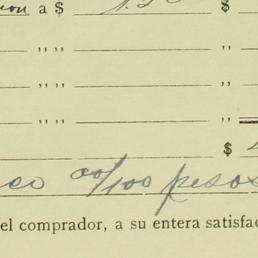 a $ $
" " "
" " "
" " "
$
co 00/100 pesos
el comprador, a su entera satisfac